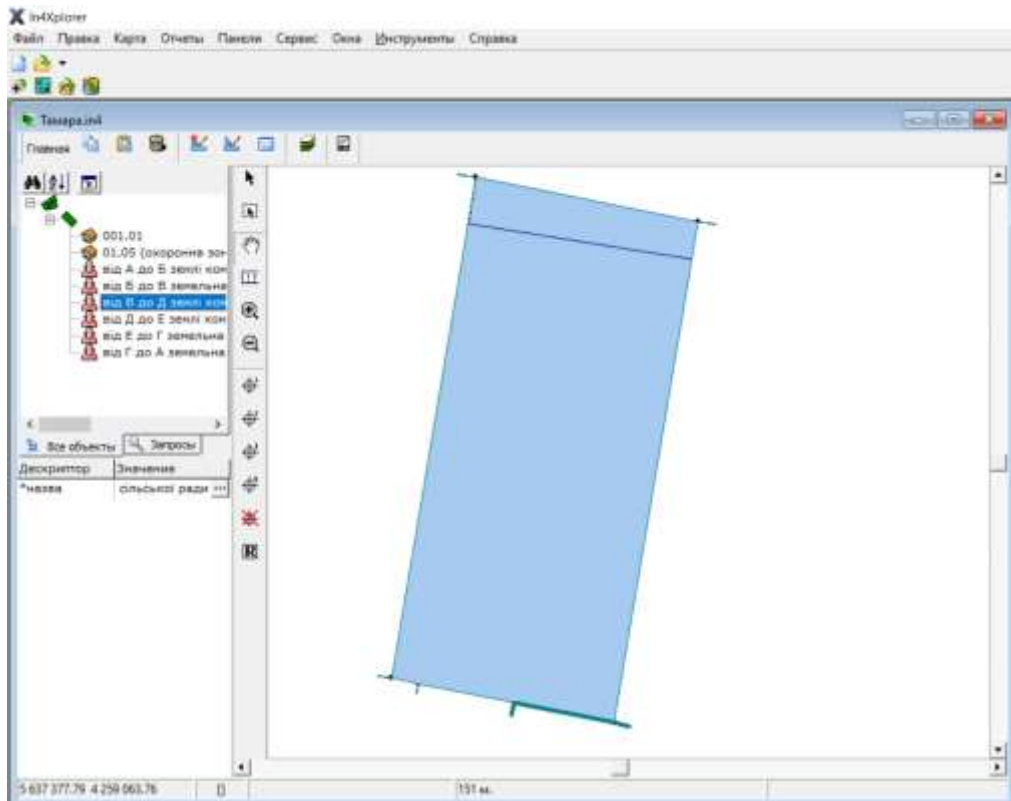 In4Xplorer
Файл Правка Карта Отчеты Панели Сервис Окна Инструменты Справка
Тамара.in4
Главная
001.01
01.05 (охоронна зон
від А до Б землі ком
від Б до В земельна
від В до Д землі ком
від Д до Е землі ком
від Е до Г земельна
від Г до А земельна
Все объекты Запросы
Дескриптор Значение
*назва сільської ради ...
5 637 377.79 4 259 063.76 [] 151 м.